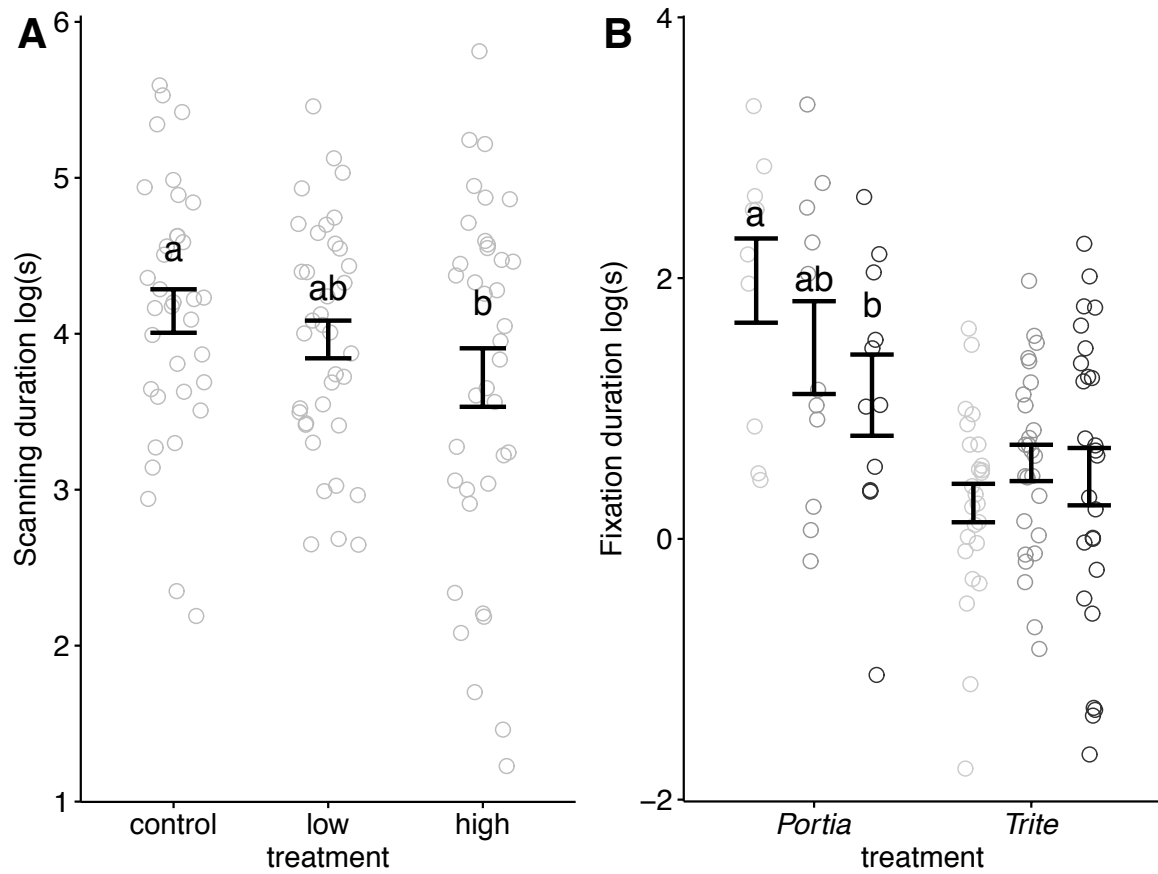 A
Scanning duration log(s)
6
5
4
3
2
1
a
ab
b
control low high
treatment
B
Fixation duration log(s)
4
2
0
−2
a
ab
b
Portia Trite
treatment